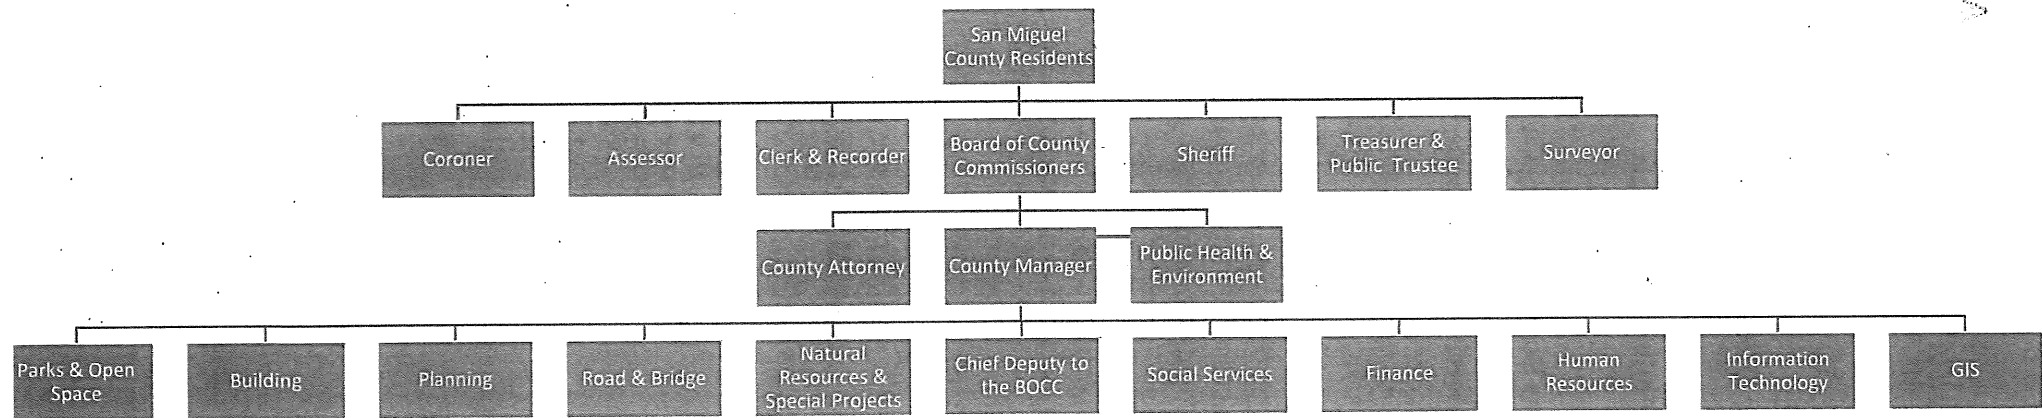 San Miguel
County Residents
Coroner
Assessor
Clerk & Recorder
Board of County
Commissioners
Sheriff
Treasurer &
Public Trustee
Surveyor
County Attorney
County Manager
Public Health &
Environment
Parks & Open
Space
Building
Planning
Road & Bridge
Natural
Resources &
Special Projects
Chief Deputy to
the BOCC
Social Services
Finance
Human
Resources
Information
Technology
GIS